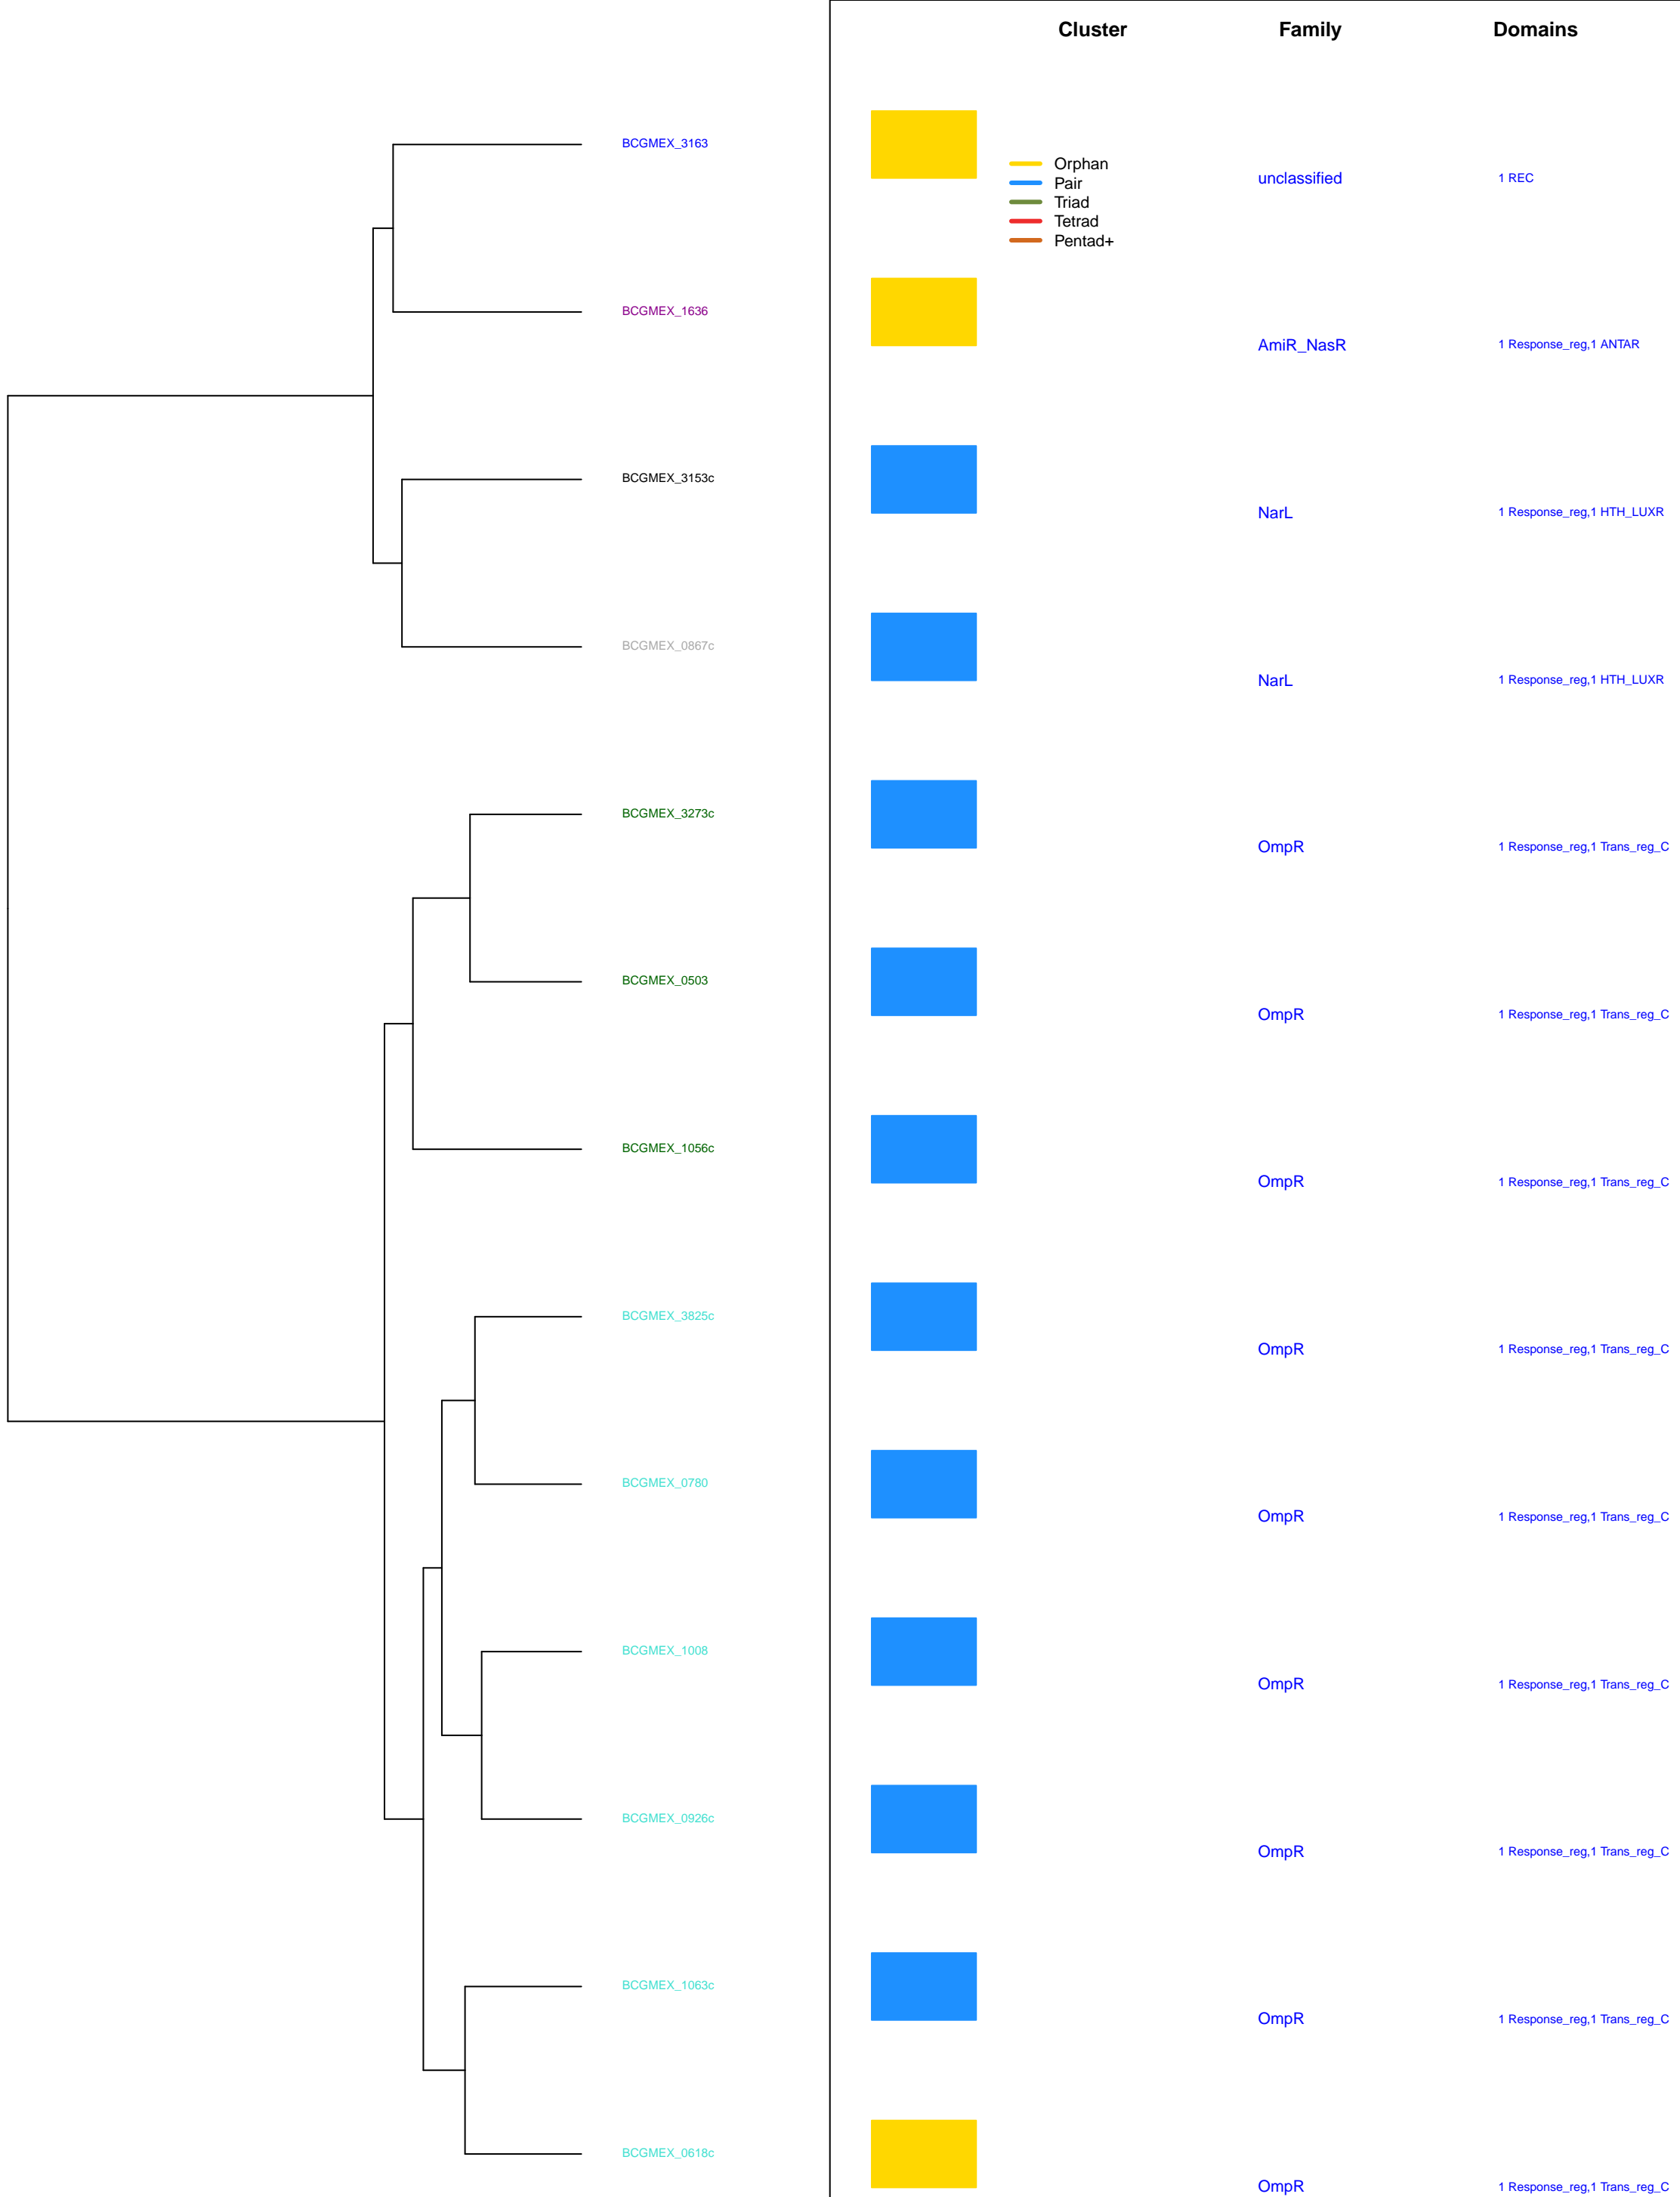 Cluster Family Domains
BCGMEX_3163
Orphan
Pair
Triad
Tetrad
Pentad+
unclassified 1 REC
BCGMEX_1636
AmiR_NasR 1 Response_reg,1 ANTAR
BCGMEX_3153c
NarL 1 Response_reg,1 HTH_LUXR
BCGMEX_0867c
NarL 1 Response_reg,1 HTH_LUXR
BCGMEX_3273c
OmpR 1 Response_reg,1 Trans_reg_C
BCGMEX_0503
OmpR 1 Response_reg,1 Trans_reg_C
BCGMEX_1056c
OmpR 1 Response_reg,1 Trans_reg_C
BCGMEX_3825c
OmpR 1 Response_reg,1 Trans_reg_C
BCGMEX_0780
OmpR 1 Response_reg,1 Trans_reg_C
BCGMEX_1008
OmpR 1 Response_reg,1 Trans_reg_C
BCGMEX_0926c
OmpR 1 Response_reg,1 Trans_reg_C
BCGMEX_1063c
OmpR 1 Response_reg,1 Trans_reg_C
BCGMEX_0618c
OmpR 1 Response_reg,1 Trans_reg_C